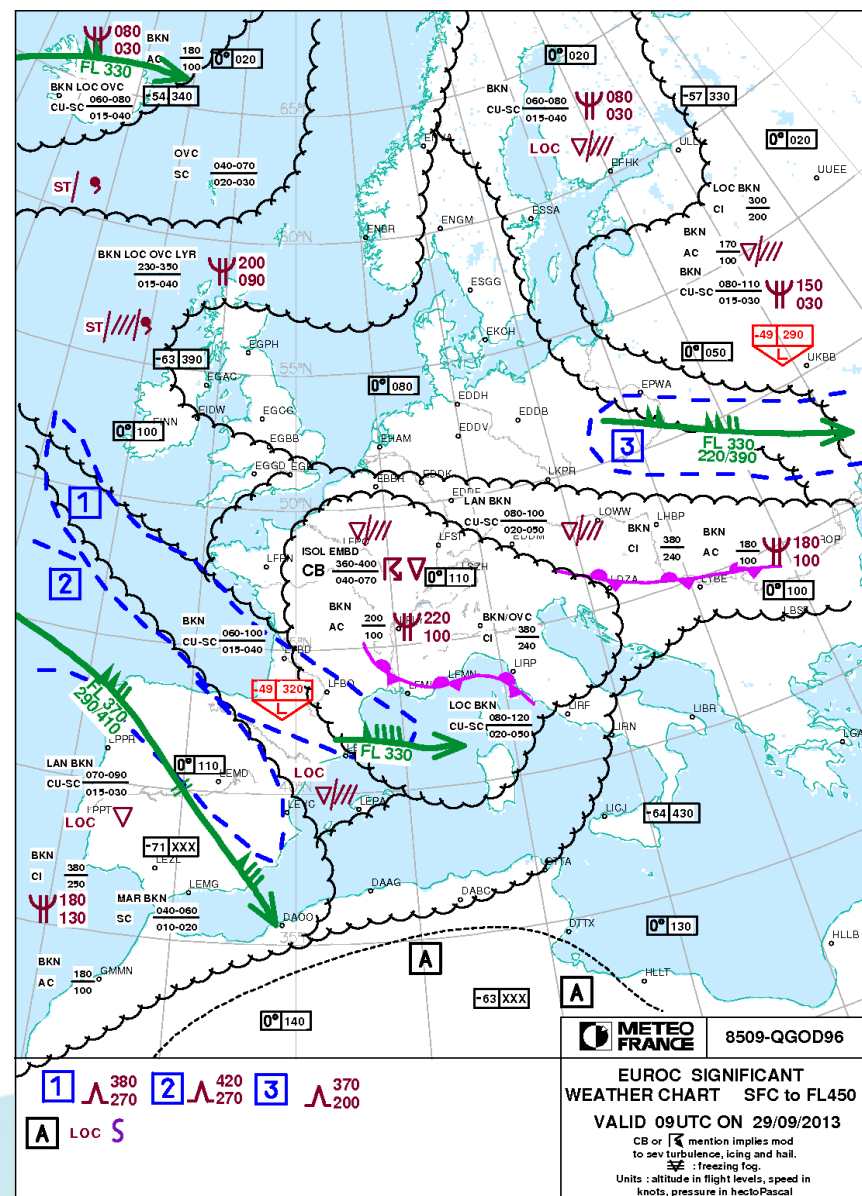 080
030
BKN
AC 180
100
0° 020
FL 330
BKN LOC OVC
CU-SC 060-080
015-040
-54 340
65°N
OVC
SC 040-070
020-030
ST/
0° 020
BKN
CU-SC 060-080
015-040
080
030
LOC
-57 330
0° 020
ULLI
UUEE
EFHK
ESSA
ENGM
ENBR
60°N
LOC BKN
CI 300
200
BKN
AC 170
100
BKN
CU-SC 080-110
015-030
150
030
-49 290
L
0° 050
UKBB
BKN LOC OVC LYR
230-350
015-040
200
090
ST/
ESGG
EKCH
-63 390
EGPH
55°N
EGAC
0° 080
EPWA
EIDW
EINN
0° 100
EGCC
EGBB
EDDH
EDDV
EDDB
EHAM
EGGD
FL 330
220/390
3
1
2
50°N
EBBR
EDDK
EDDF
LKPR
LAN BKN
CU-SC 080-100
020-050
LOWW
LHBP
BKN
CI 380
240
BKN
AC 180
100
180
100
LFPG
LFST
EDDM
LFRN
ISOL EMBD
CB 360-400
040-070
0° 110
LSZH
LDZA
LYBE
0° 100
LBSF
BKN
AC 200
100
220
100
BKN/OVC
CI 380
240
BKN
CU-SC 060-100
015-040
LFBD
LFBO
LFML
LFMN
LIRP
-49 320
L
LOC BKN
CU-SC 080-120
020-050
LIRF
LIRN
LIBR
LGA
FL 370
290/410
FL 330
LPPR
0° 110
LEMD
LOC
LAN BKN
CU-SC 070-090
015-030
LPPT
LOC
LEVC
LEPA
LICJ
-64 430
-71 XXX
LEZL
BKN
CI 380
250
180
130
LEMG
MAR BKN
SC 040-060
010-020
DAOO
DAAG
DABC
DTTA
35°N
DTTX
0° 130
HLLB
BKN
AC 180
100
GMMN
A
HLLT
-63 XXX
A
0° 140
METEO
FRANCE
8509-QGOD96
1 380
270
2 420
270
3 370
200
A LOC
EUROC SIGNIFICANT
WEATHER CHART SFC to FL450
VALID 09UTC ON 29/09/2013
CB or mention implies mod
to sev turbulence, icing and hail.
: freezing fog.
Units : altitude in flight levels, speed in
knots, pressure in hectoPascal